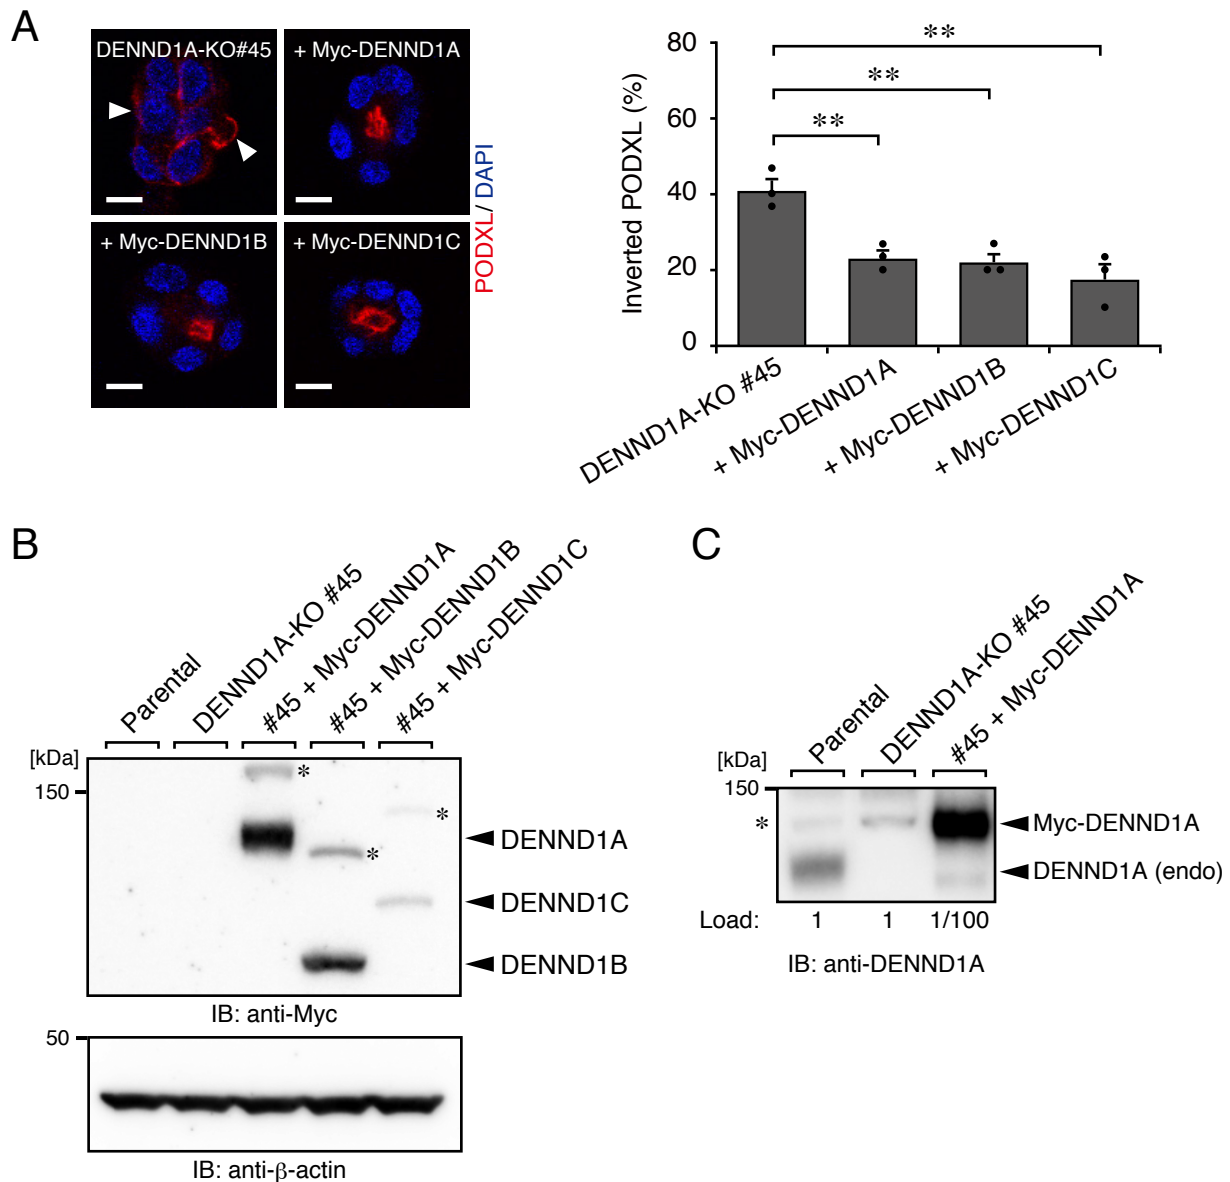 A
DENND1A-KO#45
+ Myc-DENND1A
+ Myc-DENND1B
+ Myc-DENND1C
PODXL/ DAPI
Inverted PODXL (%)
80
60
40
20
0
**
**
**
DENND1A-KO #45
+ Myc-DENND1A
+ Myc-DENND1B
+ Myc-DENND1C
B
Parental
DENND1A-KO #45
#45 + Myc-DENND1A
#45 + Myc-DENND1B
#45 + Myc-DENND1C
[kDa]
150
*
*
*
DENND1A
DENND1C
DENND1B
IB: anti-Myc
50
IB: anti-β-actin
C
Parental
DENND1A-KO #45
#45 + Myc-DENND1A
[kDa]
150
*
Myc-DENND1A
DENND1A (endo)
Load: 1 1 1/100
IB: anti-DENND1A